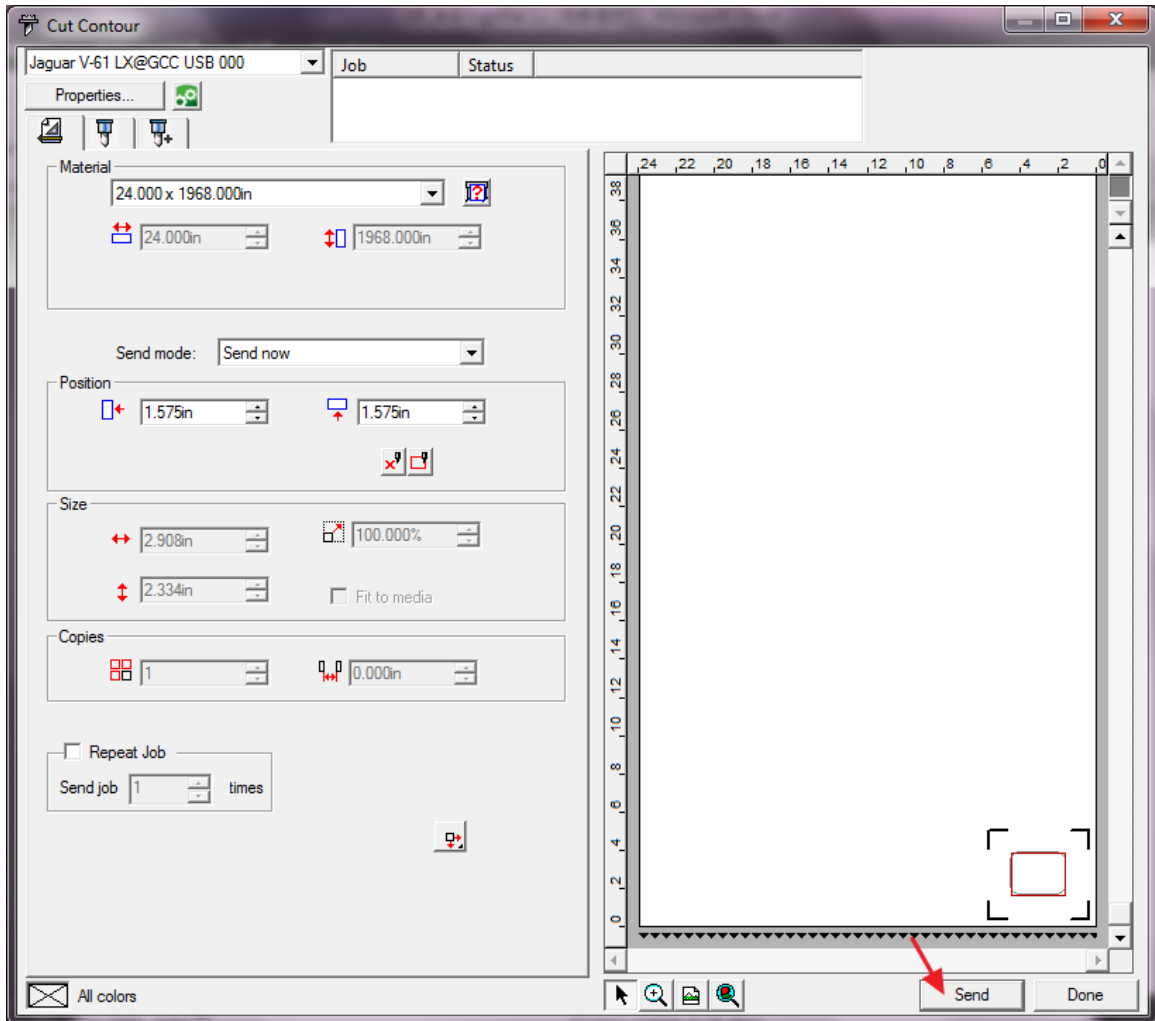 Cut Contour
Jaguar V-61 LX@GCC USB 000
Job Status
Properties...
Material
24.000 x 1968.000in
24.000in 1968.000in
Send mode: Send now
Position
1.575in 1.575in
Size
2.908in 100.000%
2.334in Fit to media
Copies
1 0.000in
Repeat Job
Send job 1 times
24 22 20 18 16 14 12 10 8 6 4 2 0
38
36
34
32
30
28
26
24
22
20
18
16
14
12
10
8
6
4
2
0
All colors
Send Done